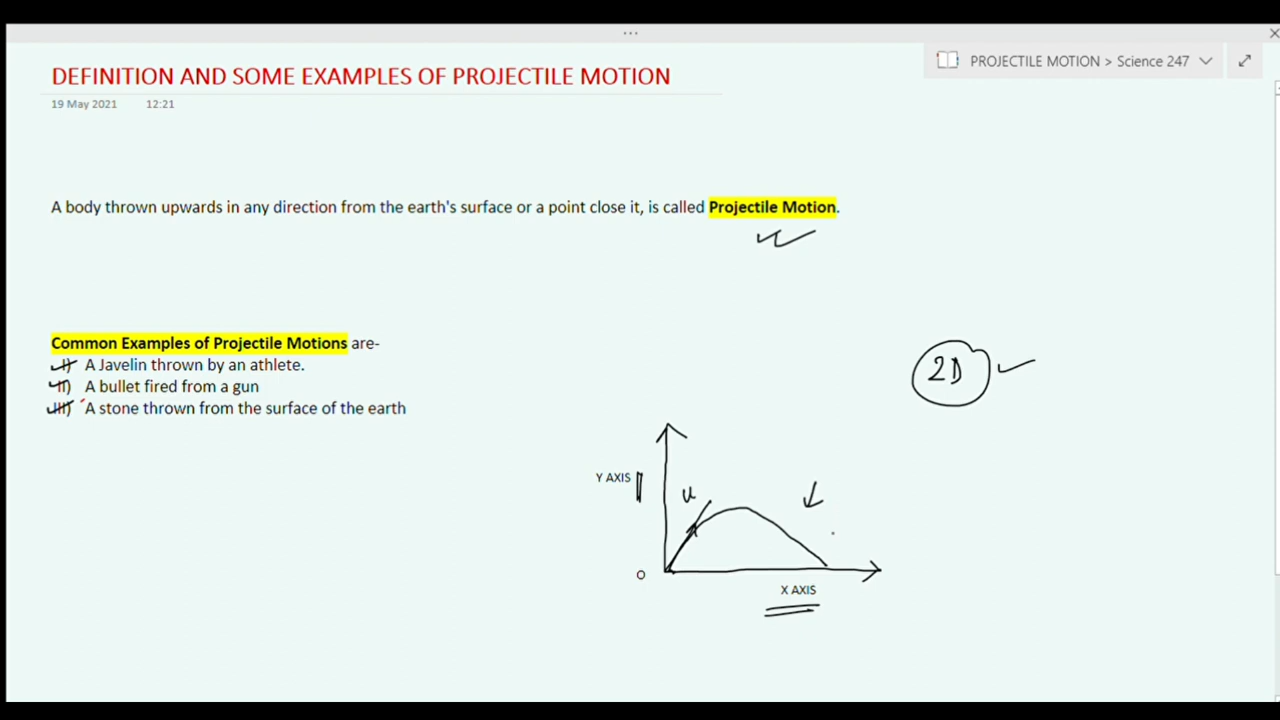 PROJECTILE MOTION > Science 247
DEFINITION AND SOME EXAMPLES OF PROJECTILE MOTION
19 May 2021 12:21
A body thrown upwards in any direction from the earth's surface or a point close it, is called Projectile Motion.
Common Examples of Projectile Motions are-
I) A Javelin thrown by an athlete.
II) A bullet fired from a gun
III) A stone thrown from the surface of the earth
2D
Y AXIS
u
O
X AXIS